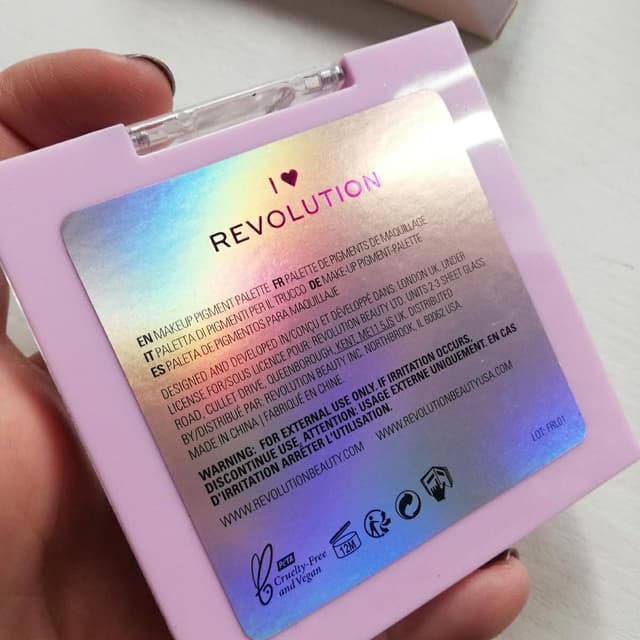 I ♥
REVOLUTION
EN MAKEUP PIGMENT PALETTE FR PALETTE DE PIGMENTS DE MAQUILLAGE
IT PALETTA DI PIGMENTI PER IL TRUCCO DE MAKE-UP PIGMENT-PALETTE
ES PALETA DE PIGMENTOS PARA MAQUILLAJE
DESIGNED AND DEVELOPED IN/CONÇU ET DÉVELOPPÉ DANS: LONDON UK. UNDER
LICENSE FOR/SOUS LICENCE POUR: REVOLUTION BEAUTY LTD. UNITS 2-3 SHEET GLASS
ROAD, CULLET DRIVE, QUEENBOROUGH, KENT, ME11 5JS UK. DISTRIBUTED
BY/DISTRIBUÉ PAR: REVOLUTION BEAUTY INC. NORTHBROOK, IL 60062 USA.
MADE IN CHINA | FABRIQUÉ EN CHINE.
WARNING: FOR EXTERNAL USE ONLY. IF IRRITATION OCCURS,
DISCONTINUE USE, ATTENTION: USAGE EXTERNE UNIQUEMENT. EN CAS
D'IRRITATION ARRÊTER L'UTILISATION.
WWW.REVOLUTIONBEAUTY.COM WWW.REVOLUTIONBEAUTYUSA.COM
LOT: FRL01
PETA
Cruelty-Free
and Vegan
12M